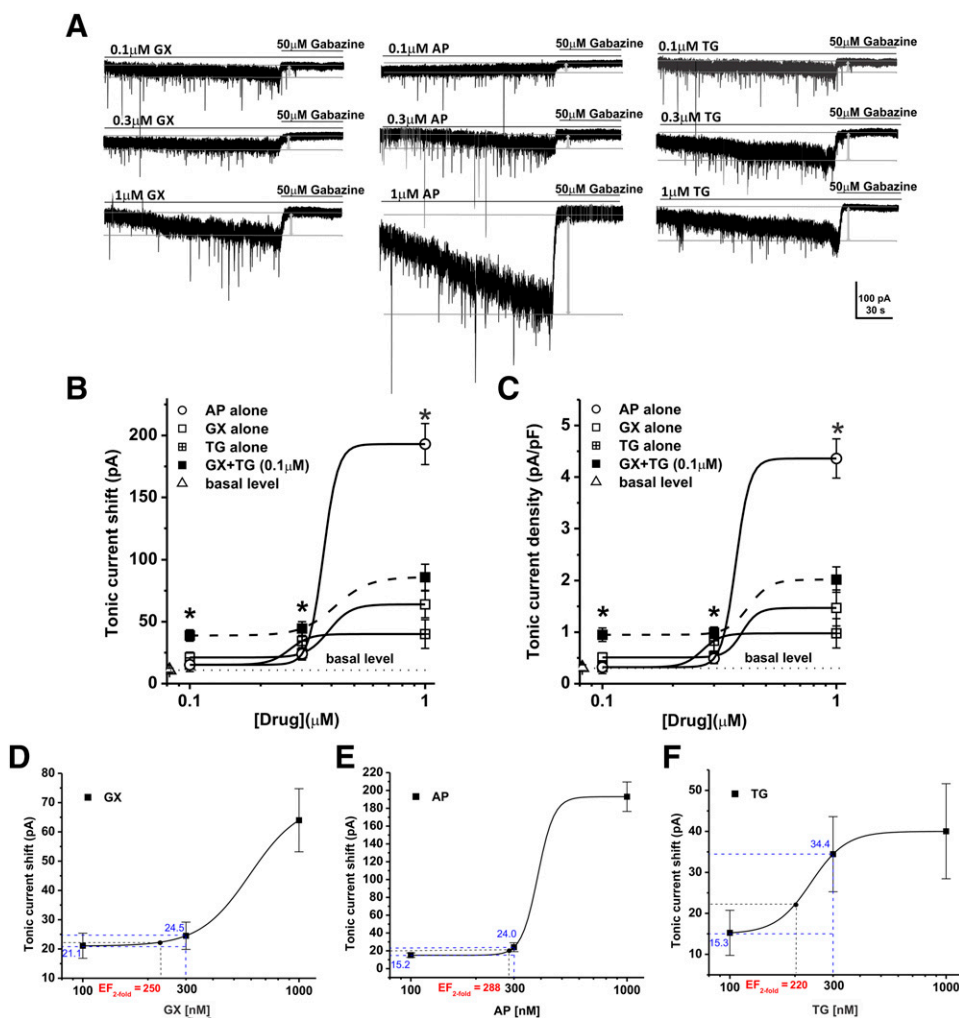 A
0.1μM GX
50μM Gabazine
0.1μM AP
50μM Gabazine
0.1μM TG
50μM Gabazine
0.3μM GX
50μM Gabazine
0.3μM AP
50μM Gabazine
0.3μM TG
50μM Gabazine
1μM GX
50μM Gabazine
1μM AP
50μM Gabazine
1μM TG
50μM Gabazine
100 pA
30 s
B
AP alone
GX alone
TG alone
GX+TG (0.1μM)
basal level
*
*
*
basal level
Tonic current shift (pA)
200
150
100
50
0
0.1
1
[Drug](μM)
C
AP alone
GX alone
TG alone
GX+TG (0.1μM)
basal level
*
*
*
basal level
Tonic current density (pA/pF)
5
4
3
2
1
0
0.1
1
[Drug](μM)
D
GX
Tonic current shift (pA)
80
70
60
50
40
30
20
10
24.5
21.1
100
EF2-fold = 250
300
1000
GX [nM]
E
AP
Tonic current shift (pA)
220
200
180
160
140
120
100
80
60
40
20
0
24.0
15.2
100
EF2-fold = 288
300
1000
AP [nM]
F
TG
Tonic current shift (pA)
50
40
30
20
10
34.4
15.3
100
EF2-fold = 220
300
1000
TG [nM]